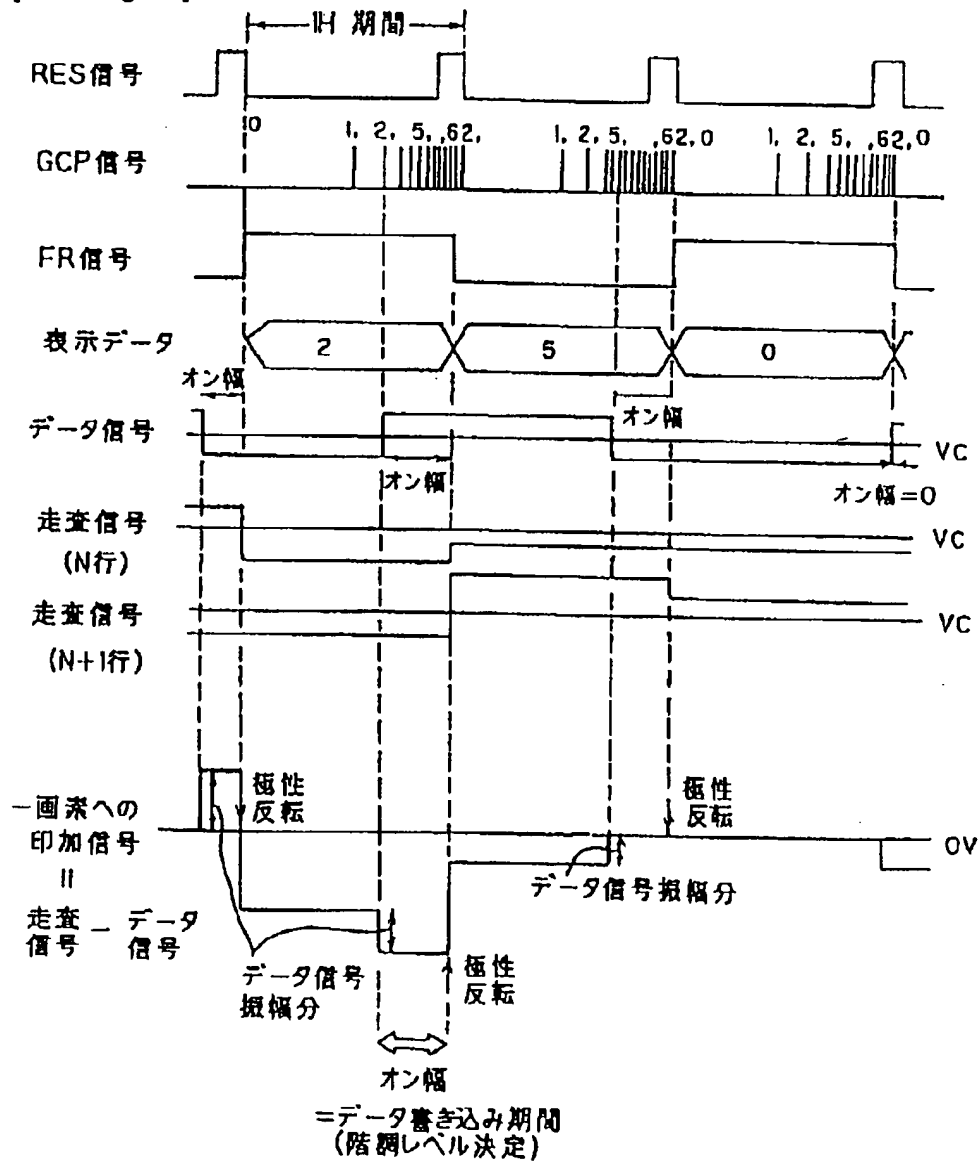 1H 期間
RES信号
0 1, 2, 5, ,62, 1, 2, 5, ,62,0 1, 2, 5, ,62,0
GCP信号
FR信号
表示データ 2 5 0
オン幅
オン幅
データ信号 VC
オン幅
オン幅=0
走査信号 VC
(N行)
走査信号 VC
(N+1行)
極性
反転
極性
反転
一画素への
印加信号 0V
=
データ信号振幅分
走査信号 - データ信号
データ信号
振幅分
極性
反転
オン幅
=データ書き込み期間
(階調レベル決定)